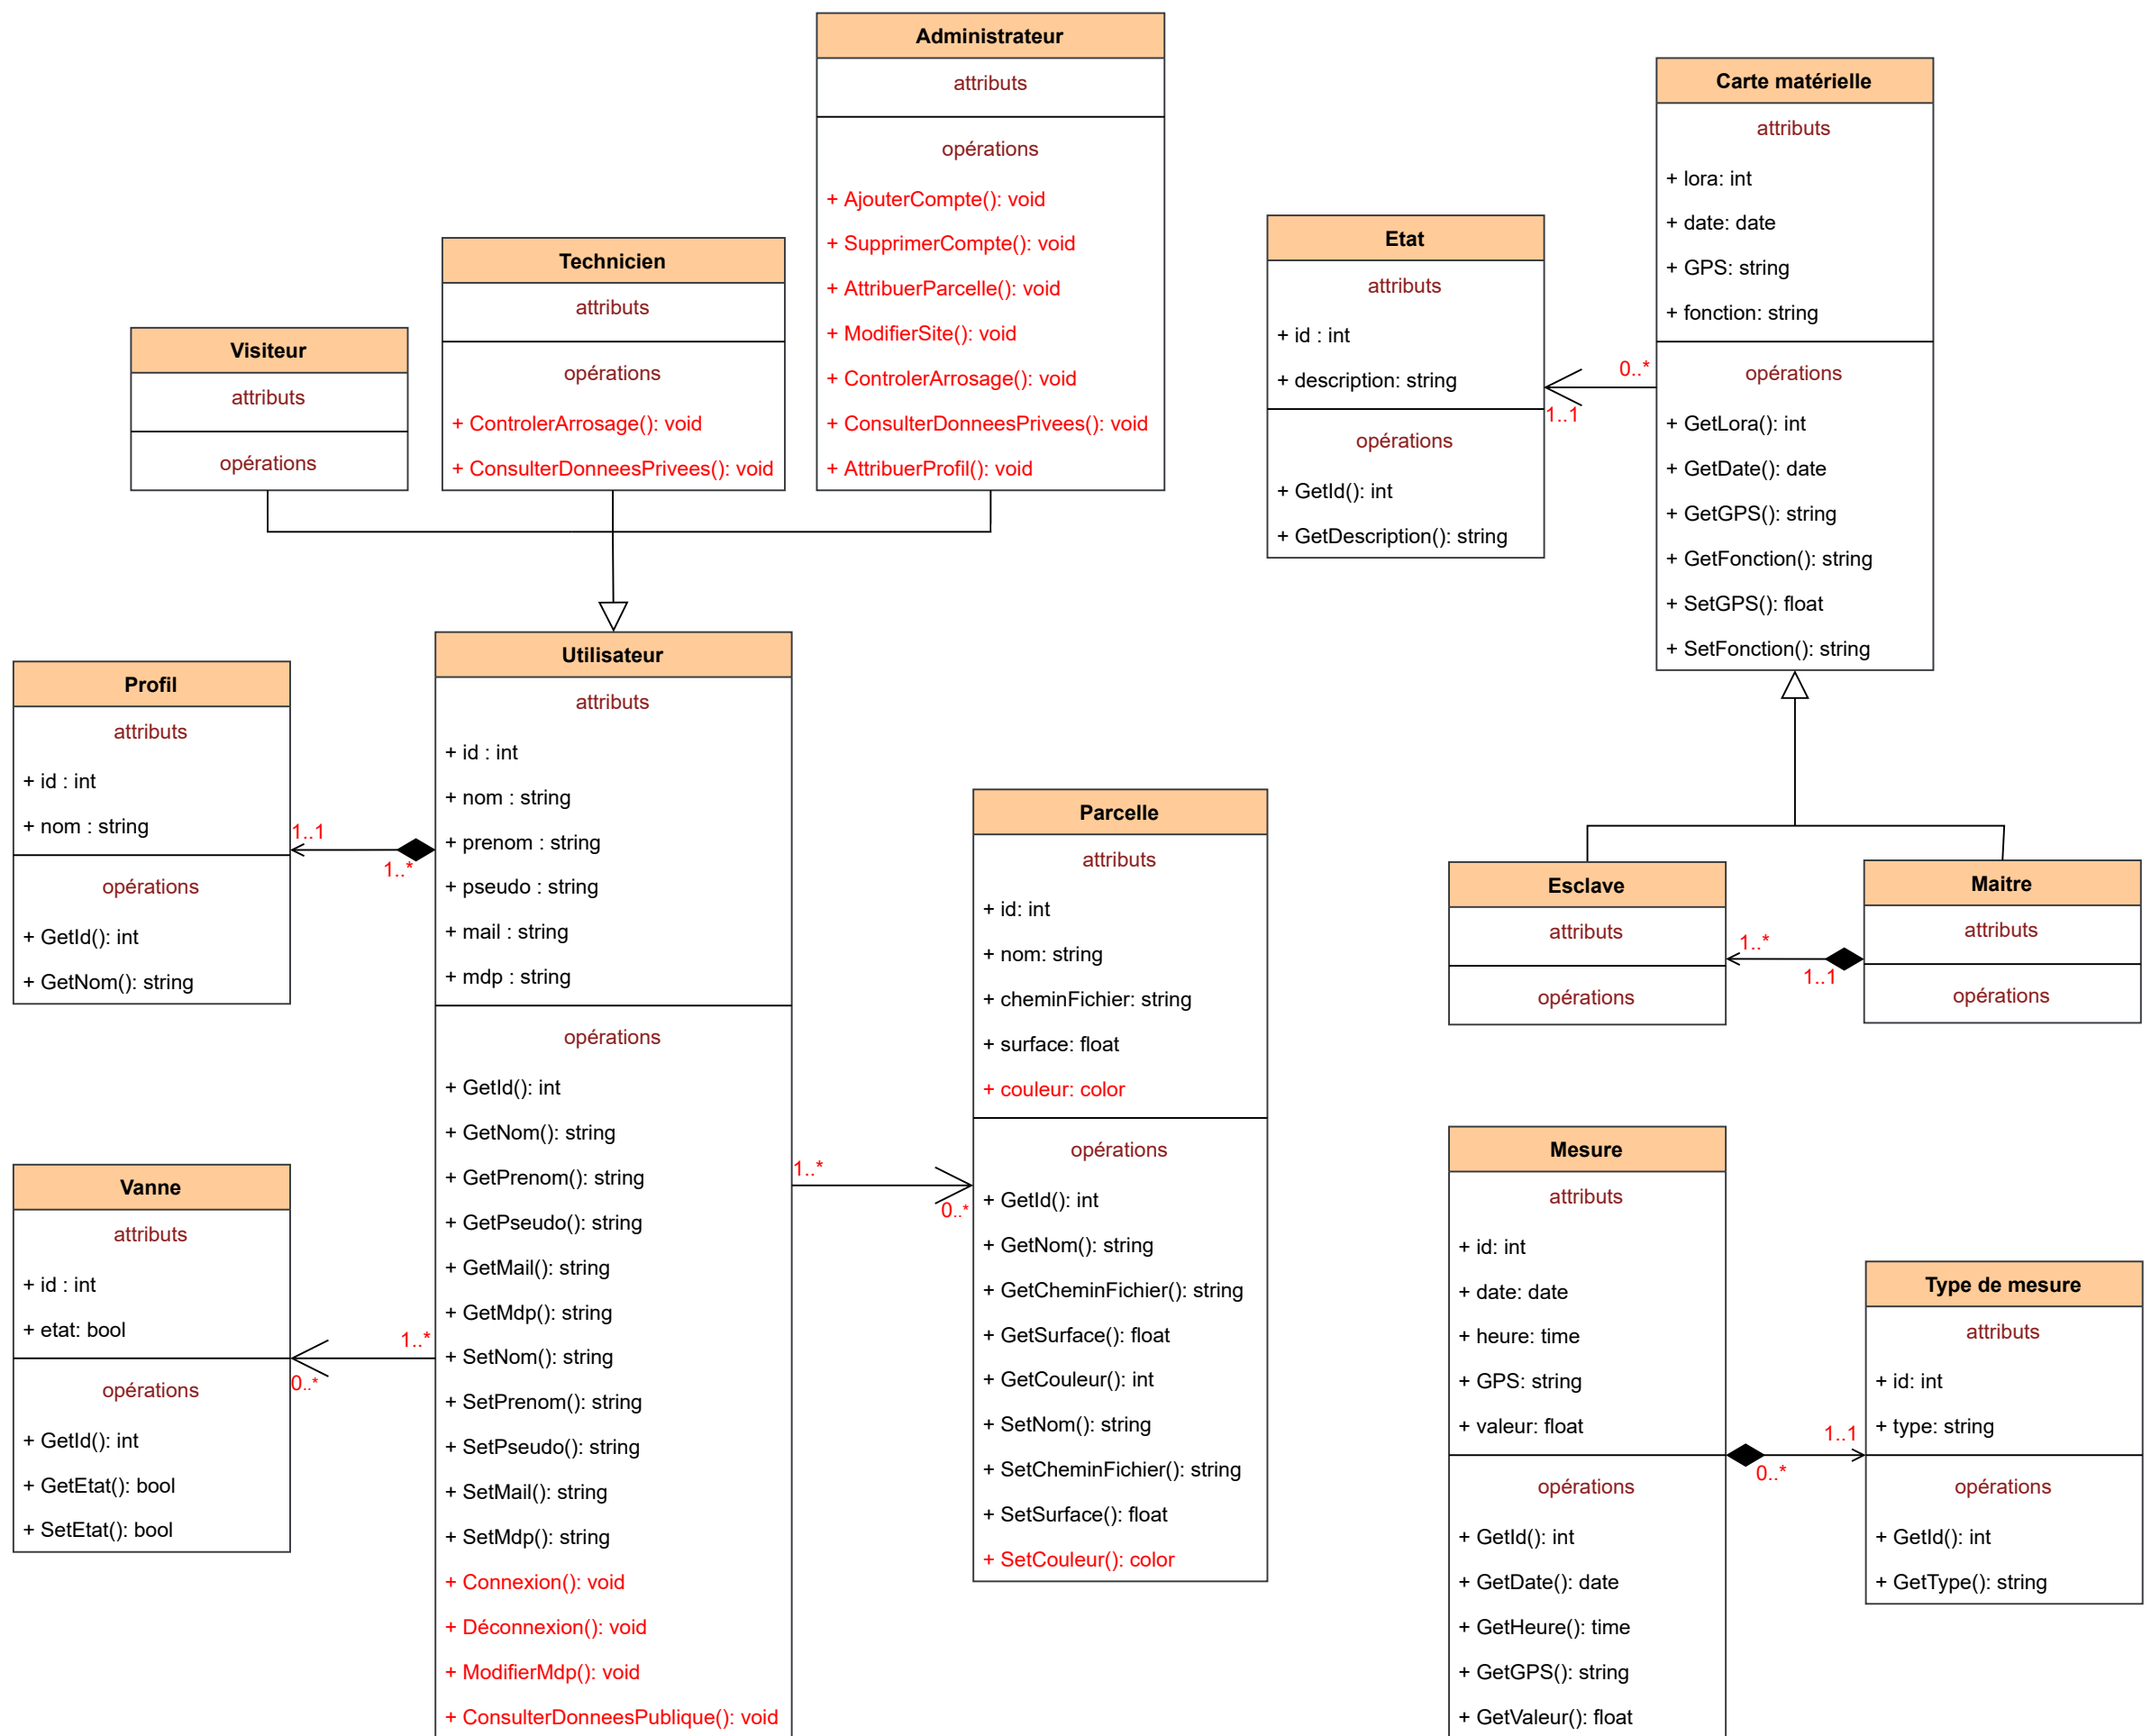 Administrateur
attributs
opérations
+ AjouterCompte(): void
+ SupprimerCompte(): void
+ AttribuerParcelle(): void
+ ModifierSite(): void
+ ControlerArrosage(): void
+ ConsulterDonneesPrivees(): void
+ AttribuerProfil(): void
Carte matérielle
attributs
+ lora: int
+ date: date
+ GPS: string
+ fonction: string
opérations
+ GetLora(): int
+ GetDate(): date
+ GetGPS(): string
+ GetFonction(): string
+ SetGPS(): float
+ SetFonction(): string
Etat
attributs
+ id : int
+ description: string
opérations
+ GetId(): int
+ GetDescription(): string
0..*
1..1
Technicien
attributs
opérations
+ ControlerArrosage(): void
+ ConsulterDonneesPrivees(): void
Visiteur
attributs
opérations
Utilisateur
attributs
+ id : int
+ nom : string
+ prenom : string
+ pseudo : string
+ mail : string
+ mdp : string
opérations
+ GetId(): int
+ GetNom(): string
+ GetPrenom(): string
+ GetPseudo(): string
+ GetMail(): string
+ GetMdp(): string
+ SetNom(): string
+ SetPrenom(): string
+ SetPseudo(): string
+ SetMail(): string
+ SetMdp(): string
+ Connexion(): void
+ Déconnexion(): void
+ ModifierMdp(): void
+ ConsulterDonneesPublique(): void
Profil
attributs
+ id : int
+ nom : string
opérations
+ GetId(): int
+ GetNom(): string
1..1
1..*
Parcelle
attributs
+ id: int
+ nom: string
+ cheminFichier: string
+ surface: float
+ couleur: color
opérations
+ GetId(): int
+ GetNom(): string
+ GetCheminFichier(): string
+ GetSurface(): float
+ GetCouleur(): int
+ SetNom(): string
+ SetCheminFichier(): string
+ SetSurface(): float
+ SetCouleur(): color
1..*
0..*
Esclave
attributs
opérations
1..*
1..1
Maitre
attributs
opérations
Vanne
attributs
+ id : int
+ etat: bool
opérations
+ GetId(): int
+ GetEtat(): bool
+ SetEtat(): bool
1..*
0..*
Mesure
attributs
+ id: int
+ date: date
+ heure: time
+ GPS: string
+ valeur: float
opérations
+ GetId(): int
+ GetDate(): date
+ GetHeure(): time
+ GetGPS(): string
+ GetValeur(): float
1..1
0..*
Type de mesure
attributs
+ id: int
+ type: string
opérations
+ GetId(): int
+ GetType(): string